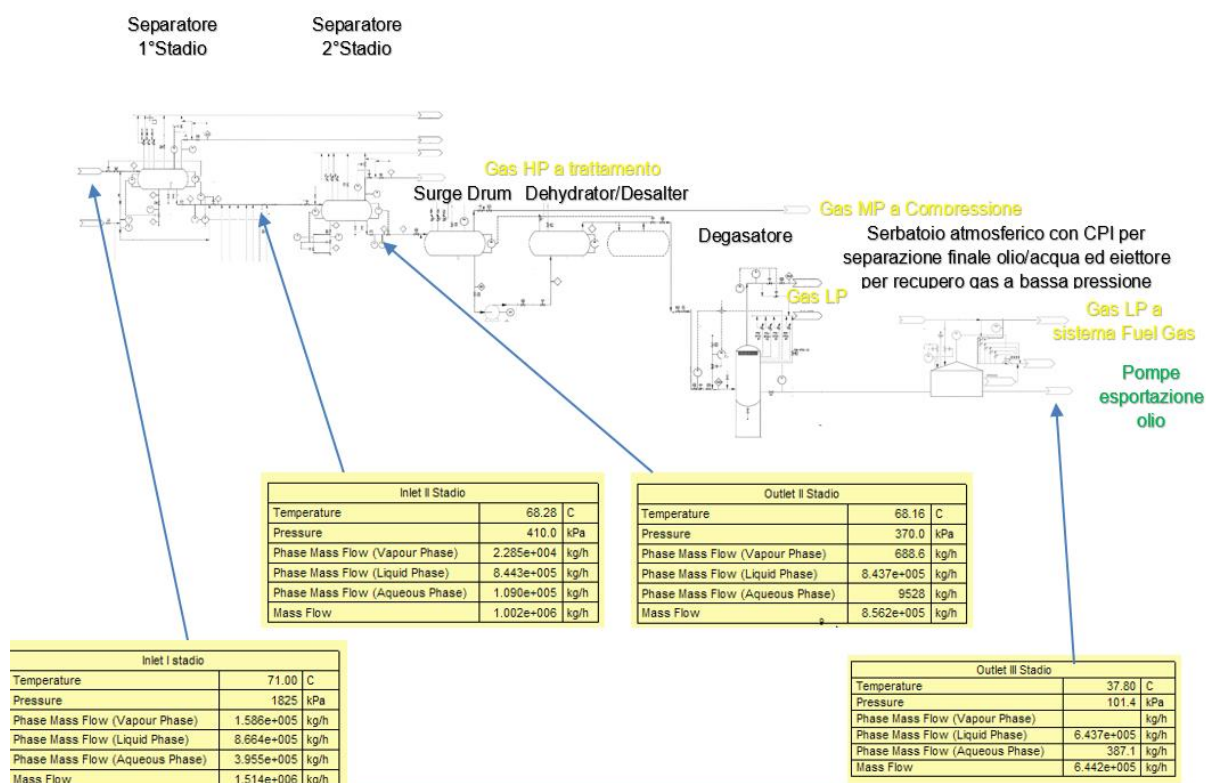 Separatore
1°Stadio
Separatore
2°Stadio
Gas HP a trattamento
Surge Drum
Dehydrator/Desalter
Gas MP a Compressione
Degasatore
Serbatoio atmosferico con CPI per
separazione finale olio/acqua ed eiettore
per recupero gas a bassa pressione
Gas LP
Gas LP a
sistema Fuel Gas
Pompe
esportazione
olio
Inlet II Stadio
Temperature 68.28 C
Pressure 410.0 kPa
Phase Mass Flow (Vapour Phase) 2.285e+004 kg/h
Phase Mass Flow (Liquid Phase) 8.443e+005 kg/h
Phase Mass Flow (Aqueous Phase) 1.090e+005 kg/h
Mass Flow 1.002e+006 kg/h
Outlet II Stadio
Temperature 68.16 C
Pressure 370.0 kPa
Phase Mass Flow (Vapour Phase) 688.6 kg/h
Phase Mass Flow (Liquid Phase) 8.437e+005 kg/h
Phase Mass Flow (Aqueous Phase) 9528 kg/h
Mass Flow 8.562e+005 kg/h
Inlet I stadio
Temperature 71.00 C
Pressure 1825 kPa
Phase Mass Flow (Vapour Phase) 1.586e+005 kg/h
Phase Mass Flow (Liquid Phase) 8.664e+005 kg/h
Phase Mass Flow (Aqueous Phase) 3.955e+005 kg/h
Mass Flow 1.514e+006 kg/h
Outlet III Stadio
Temperature 37.80 C
Pressure 101.4 kPa
Phase Mass Flow (Vapour Phase) kg/h
Phase Mass Flow (Liquid Phase) 6.437e+005 kg/h
Phase Mass Flow (Aqueous Phase) 387.1 kg/h
Mass Flow 6.442e+005 kg/h